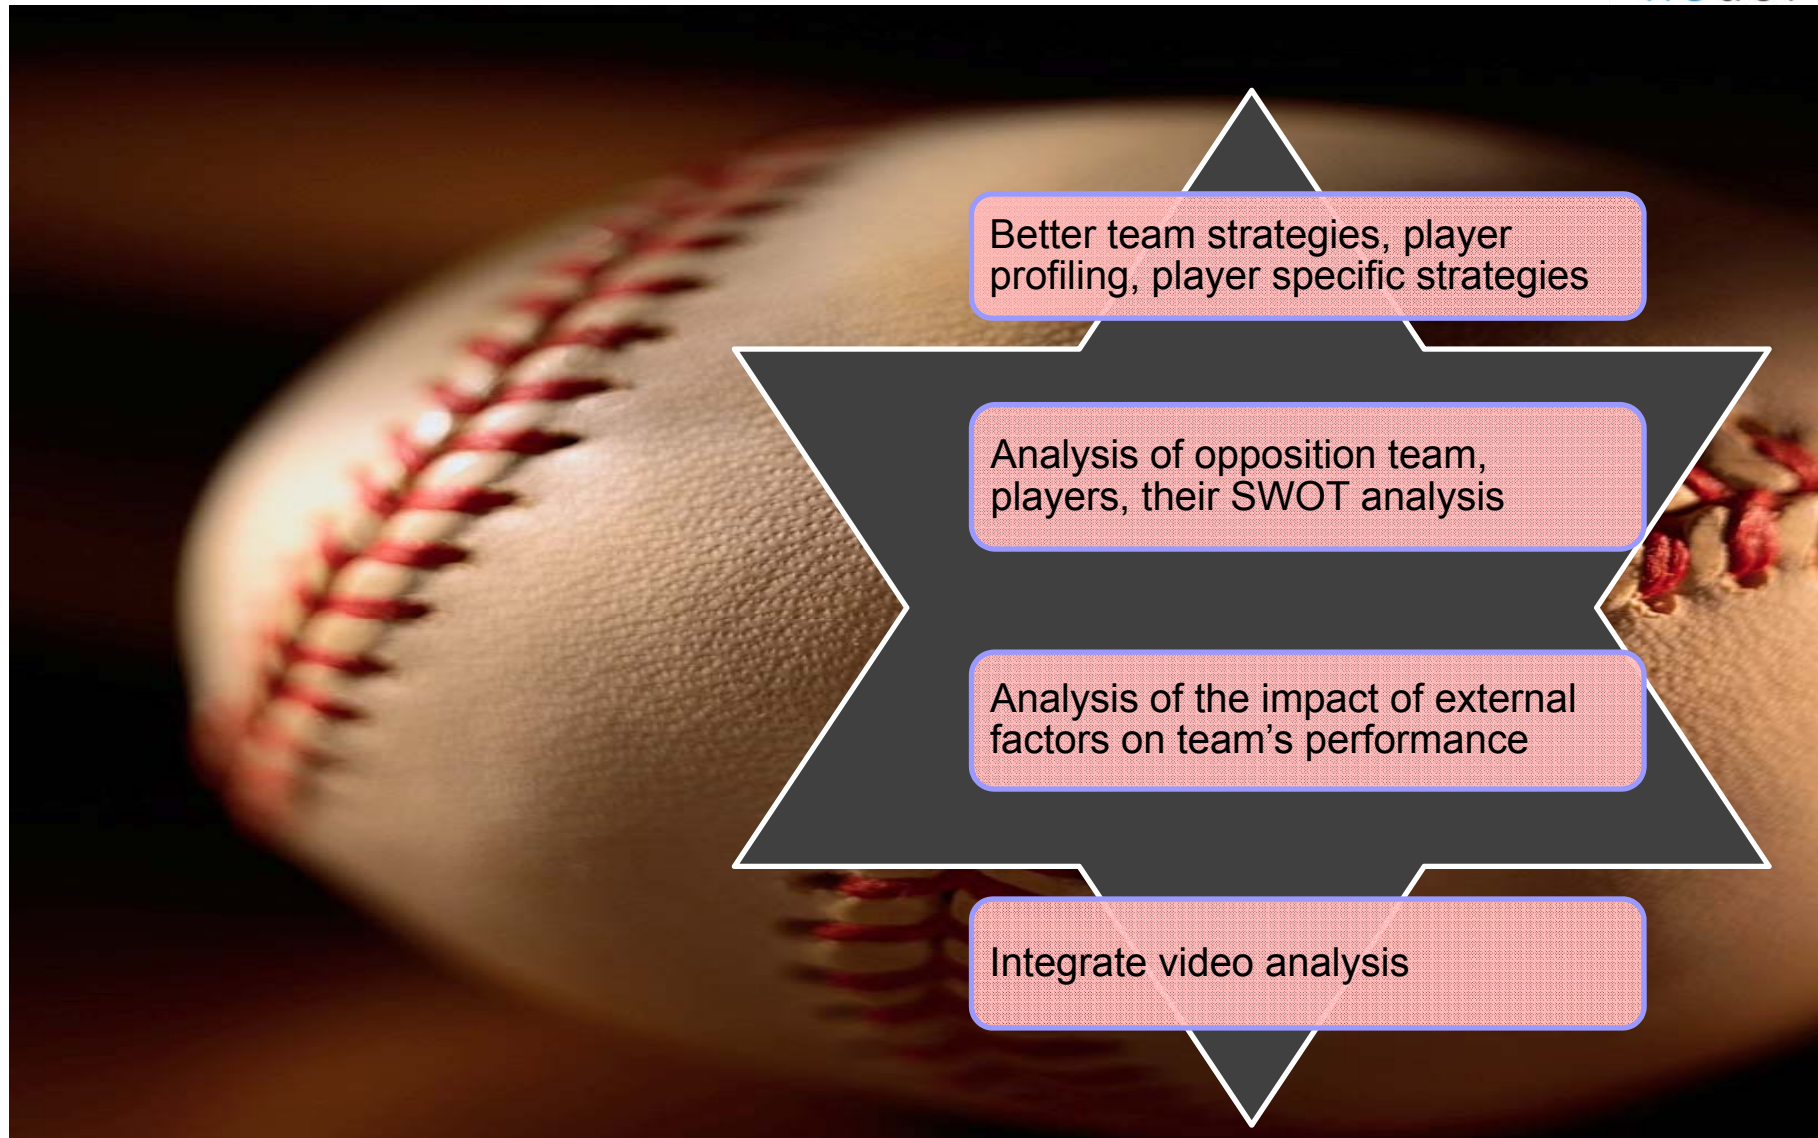 Better team strategies, player
profiling, player specific strategies
Analysis of opposition team,
players, their SWOT analysis
Analysis of the impact of external
factors on team’s performance
Integrate video analysis